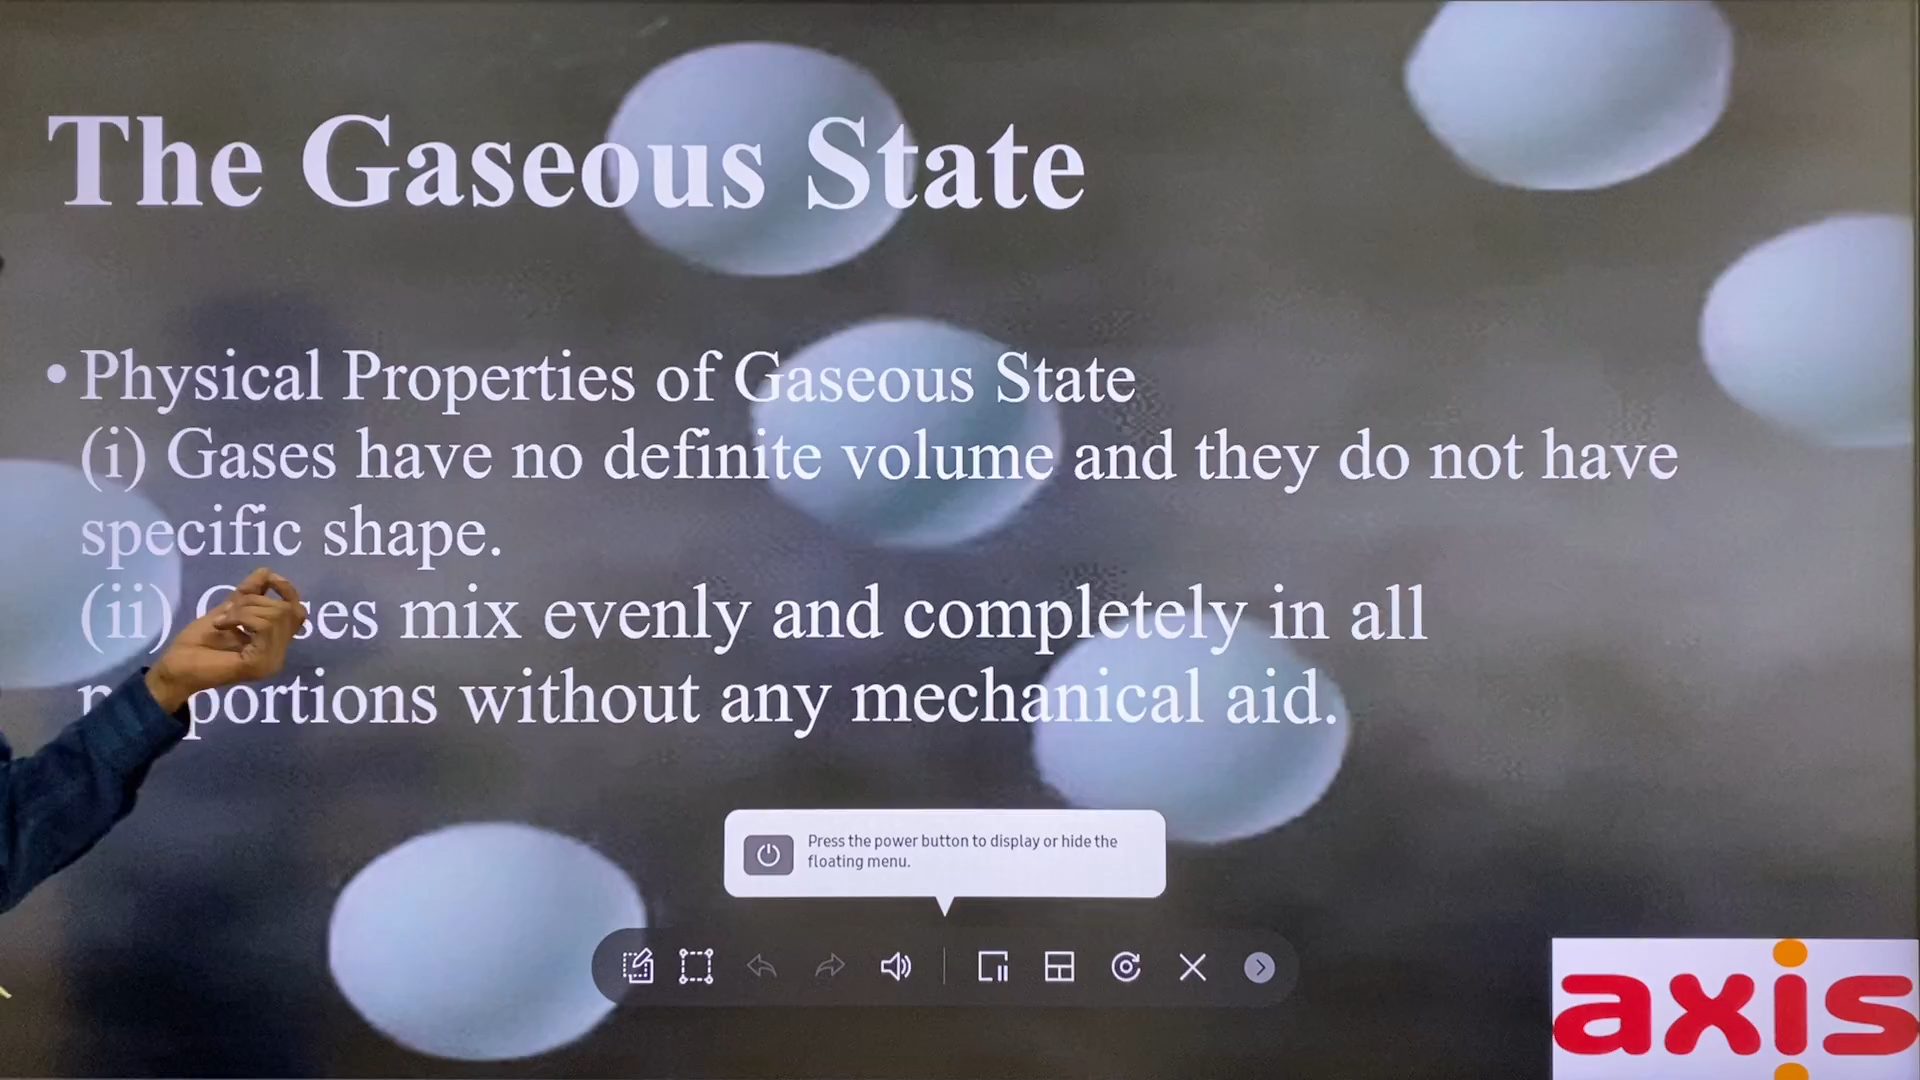 The Gaseous State
• Physical Properties of Gaseous State
(i) Gases have no definite volume and they do not have
specific shape.
(ii) Gases mix evenly and completely in all
proportions without any mechanical aid.
Press the power button to display or hide the
floating menu.
axis